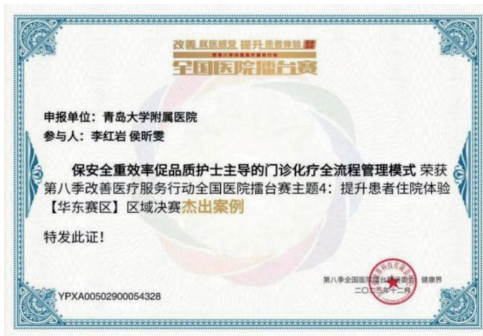 改善 就医感受 提升 患者体验
全国医院擂台赛
申报单位：青岛大学附属医院
参与人：李红岩 侯昕雯
保安全重效率促品质护士主导的门诊化疗全流程管理模式 荣获
第八季改善医疗服务行动全国医院擂台赛主题4：提升患者住院体验
【华东赛区】区域决赛杰出案例
特发此证！
第八季全国医院擂台赛组委会 健康界
二〇二三年十二月
YPXA00502900054328